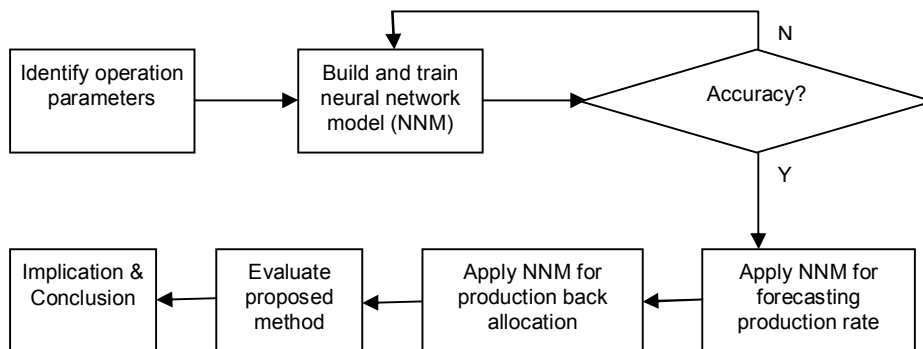 Identify operation
parameters
Build and train
neural network
model (NNM)
N
Accuracy?
Y
Apply NNM for
forecasting
production rate
Apply NNM for
production back
allocation
Evaluate
proposed
method
Implication &
Conclusion